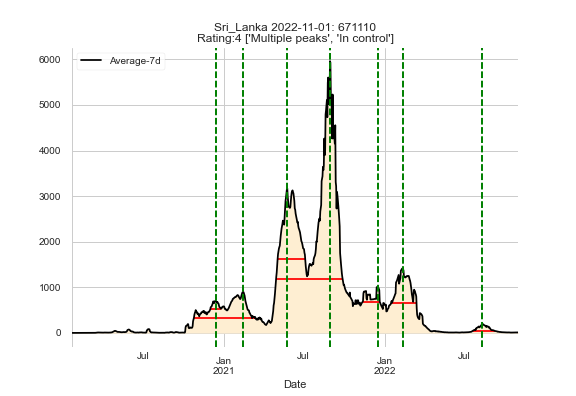 Sri_Lanka 2022-11-01: 671110
Rating:4 ['Multiple peaks', 'In control']
Average-7d
6000
5000
4000
3000
2000
1000
0
Jul
Jan
2021
Jul
Jan
2022
Jul
Date